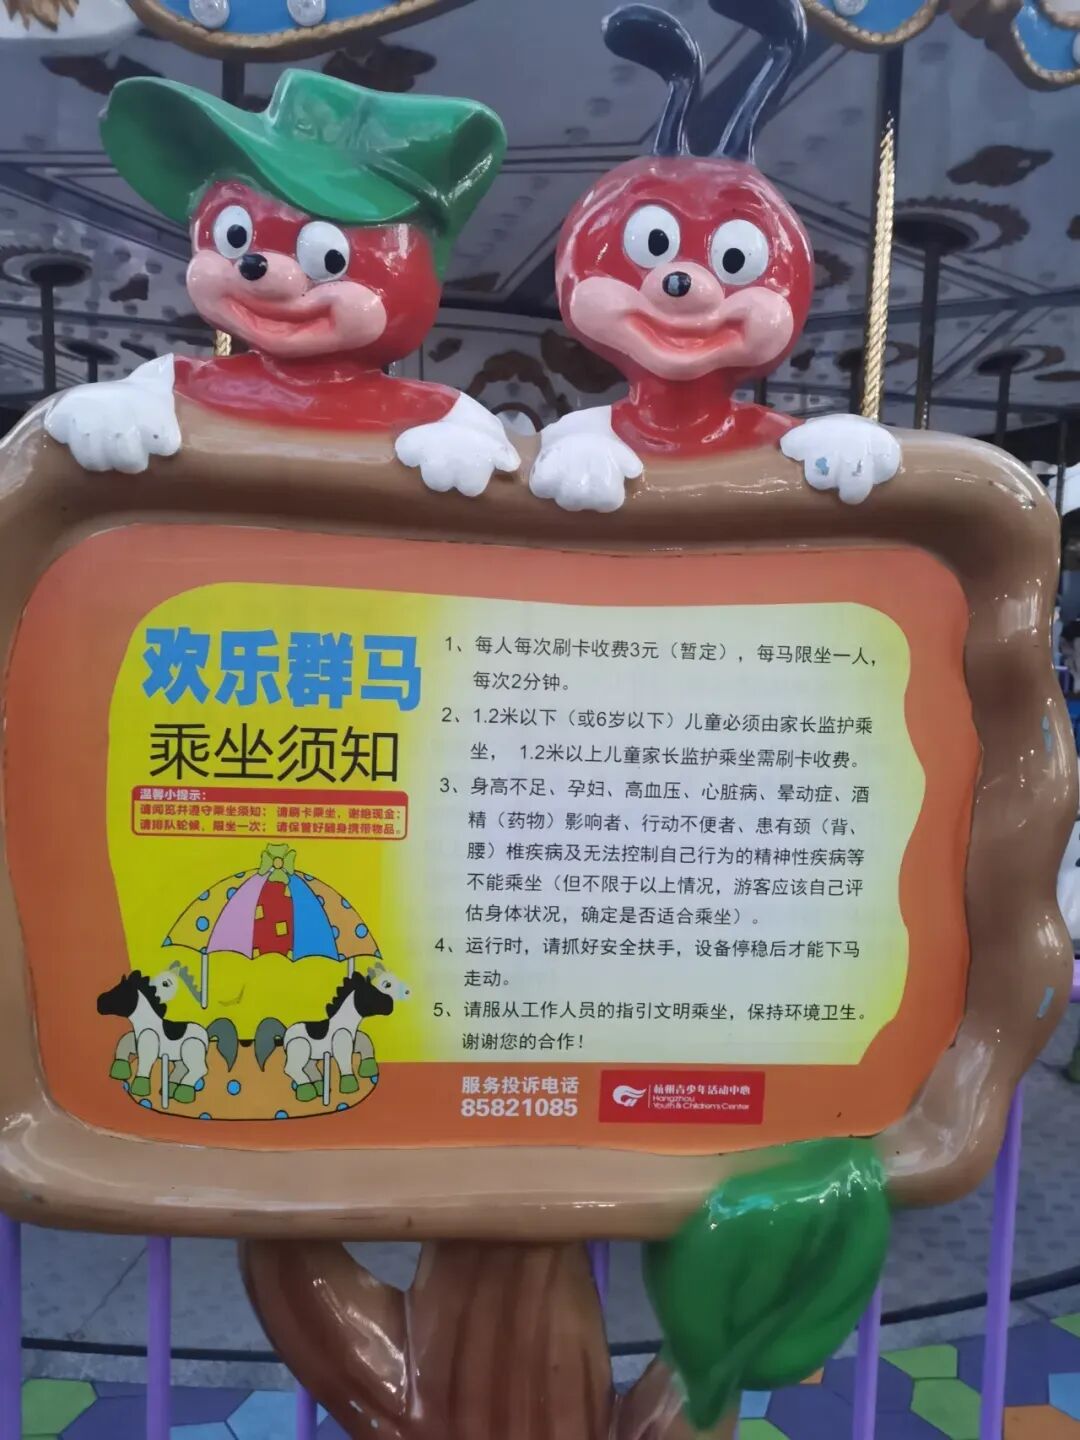 欢乐群马
乘坐须知
温馨小提示：
请阅览并遵守乘坐须知； 请刷卡乘坐，谢绝现金；
请排队轮候，限坐一次； 请保管好随身携带物品。
1、每人每次刷卡收费3元（暂定），每马限坐一人，
每次2分钟。
2、1.2米以下（或6岁以下）儿童必须由家长监护乘
坐， 1.2米以上儿童家长监护乘坐需刷卡收费。
3、身高不足、孕妇、高血压、心脏病、晕动症、酒
精（药物）影响者、行动不便者、患有颈（背、
腰）椎疾病及无法控制自己行为的精神性疾病等
不能乘坐（但不限于以上情况，游客应该自己评
估身体状况，确定是否适合乘坐）。
4、运行时，请抓好安全扶手，设备停稳后才能下马
走动。
5、请服从工作人员的指引文明乘坐，保持环境卫生。
谢谢您的合作！
服务投诉电话
85821085
杭州青少年活动中心
Hangzhou
Youth & Children's Center